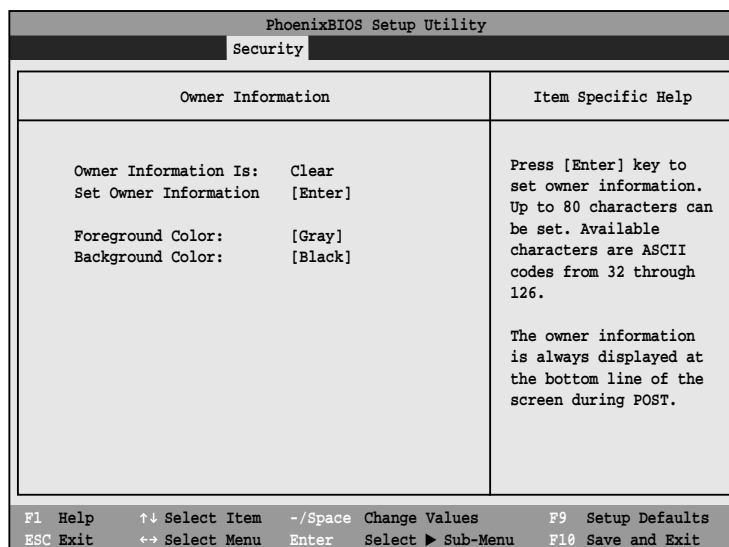 PhoenixBIOS Setup Utility
Security
Owner Information
Item Specific Help
Owner Information Is: Clear
Set Owner Information [Enter]
Foreground Color: [Gray]
Background Color: [Black]
Press [Enter] key to
set owner information.
Up to 80 characters can
be set. Available
characters are ASCII
codes from 32 through
126.
The owner information
is always displayed at
the bottom line of the
screen during POST.
F1 Help ↑↓ Select Item -/Space Change Values F9 Setup Defaults
ESC Exit ←→ Select Menu Enter Select ▶ Sub-Menu F10 Save and Exit